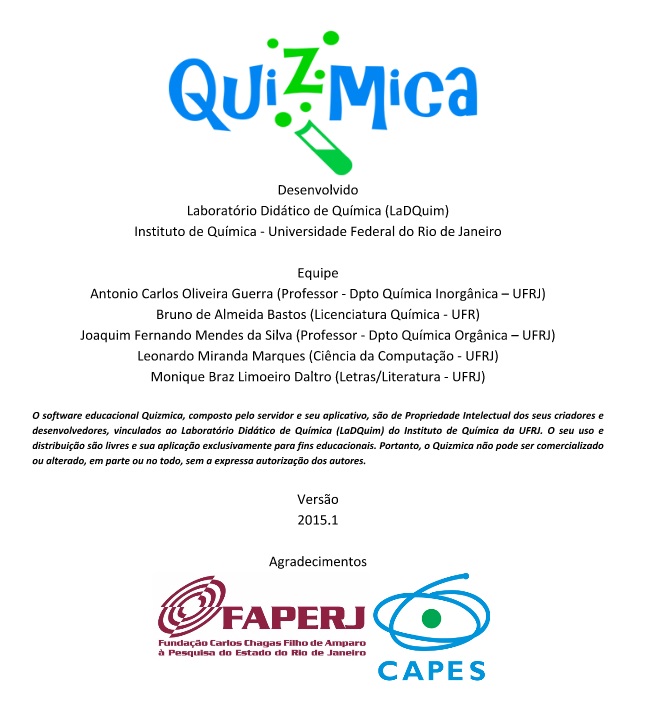 QuiZMica
Desenvolvido
Laboratório Didático de Química (LaDQuim)
Instituto de Química - Universidade Federal do Rio de Janeiro
Equipe
Antonio Carlos Oliveira Guerra (Professor - Dpto Química Inorgânica – UFRJ)
Bruno de Almeida Bastos (Licenciatura Química - UFR)
Joaquim Fernando Mendes da Silva (Professor - Dpto Química Orgânica – UFRJ)
Leonardo Miranda Marques (Ciência da Computação - UFRJ)
Monique Braz Limoeiro Daltro (Letras/Literatura - UFRJ)
O software educacional Quizmica, composto pelo servidor e seu aplicativo, são de Propriedade Intelectual dos seus criadores e
desenvolvedores, vinculados ao Laboratório Didático de Química (LaDQuim) do Instituto de Química da UFRJ. O seu uso e
distribuição são livres e sua aplicação exclusivamente para fins educacionais. Portanto, o Quizmica não pode ser comercializado
ou alterado, em parte ou no todo, sem a expressa autorização dos autores.
Versão
2015.1
Agradecimentos
FAPERJ
Fundação Carlos Chagas Filho de Amparo
à Pesquisa do Estado do Rio de Janeiro
CAPES